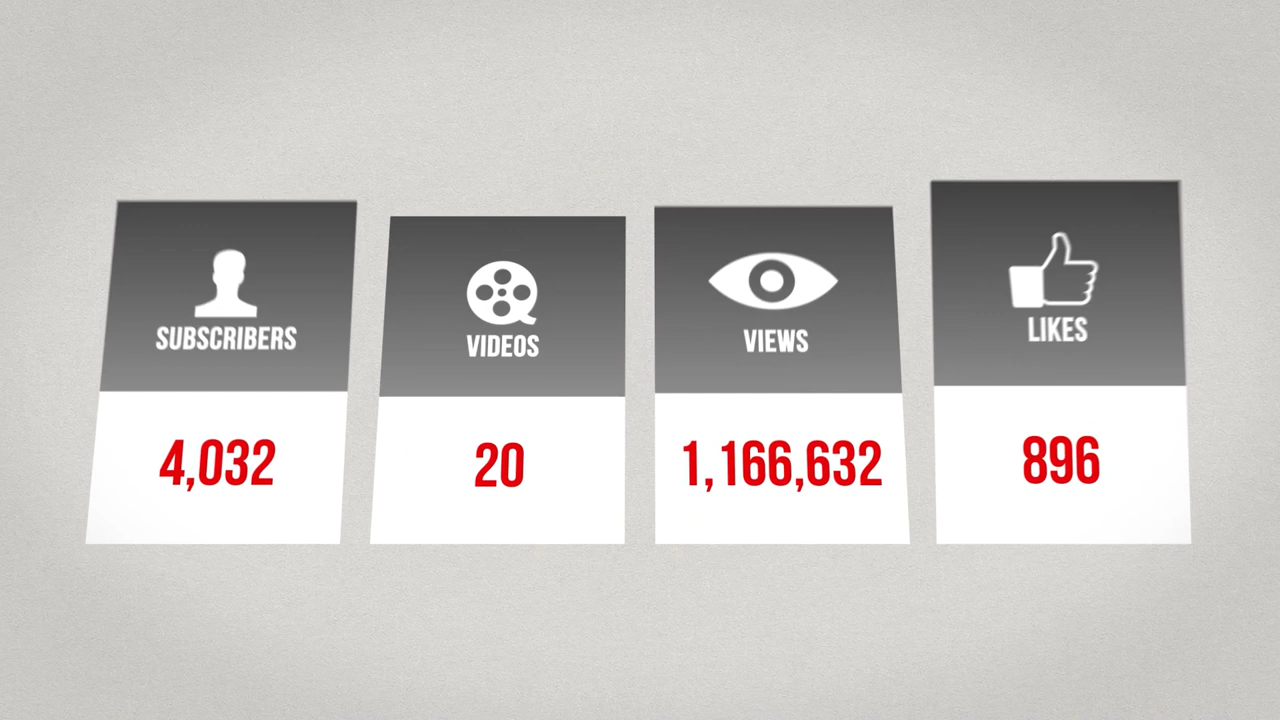 SUBSCRIBERS
4,032
VIDEOS
20
VIEWS
1,166,632
LIKES
896